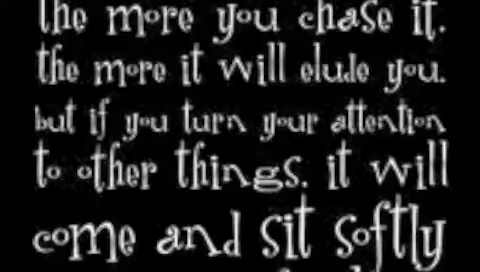 the more you chase it.
the more it will elude you.
but if you turn your attention
to other things. it will
come and sit softly